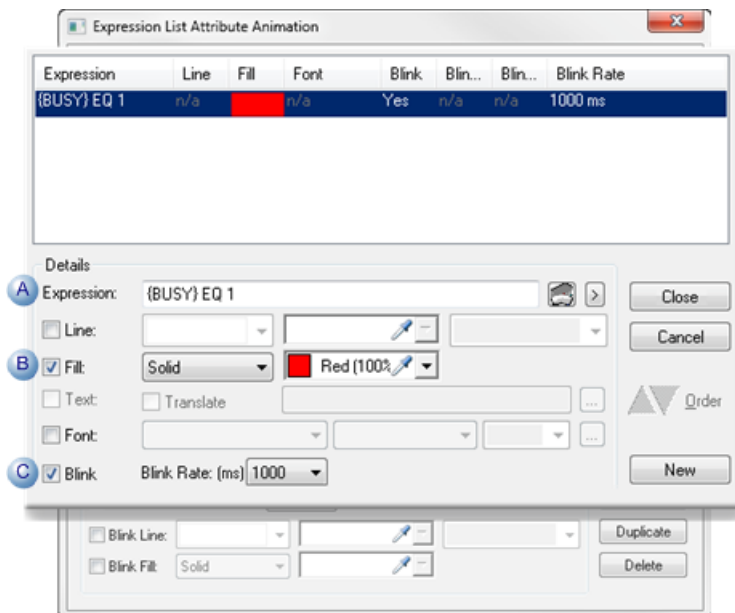 Expression List Attribute Animation
Expression Line Fill Font Blink Blin... Blin... Blink Rate
{BUSY} EQ 1 n/a n/a Yes n/a n/a 1000 ms
Details
A Expression: {BUSY} EQ 1 > Close
Line: Cancel
B Fill: Solid Red (100%
Text: Translate ... Order
Font: ...
C Blink Blink Rate: (ms) 1000 New
Blink Line: Duplicate
Blink Fill: Solid Delete